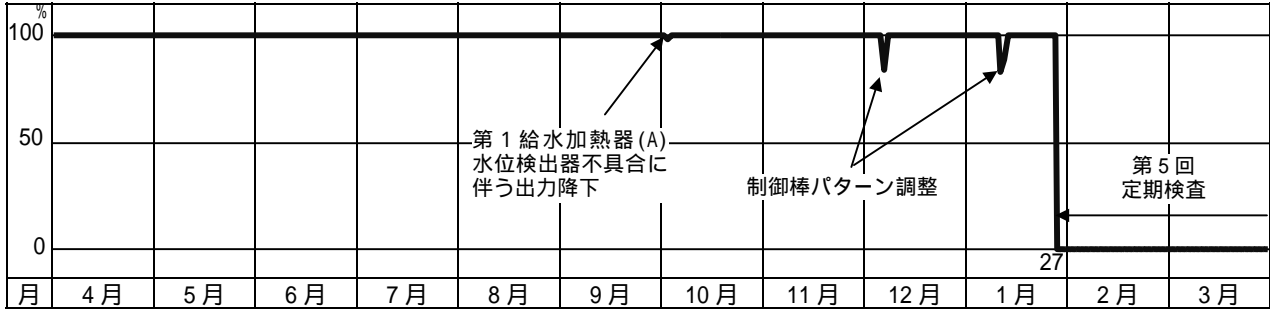 %
100
50
0
第1給水加熱器(A)
水位検出器不具合に
伴う出力降下
制御棒パターン調整
第5回
定期検査
27
月 4月 5月 6月 7月 8月 9月 10月 11月 12月 1月 2月 3月